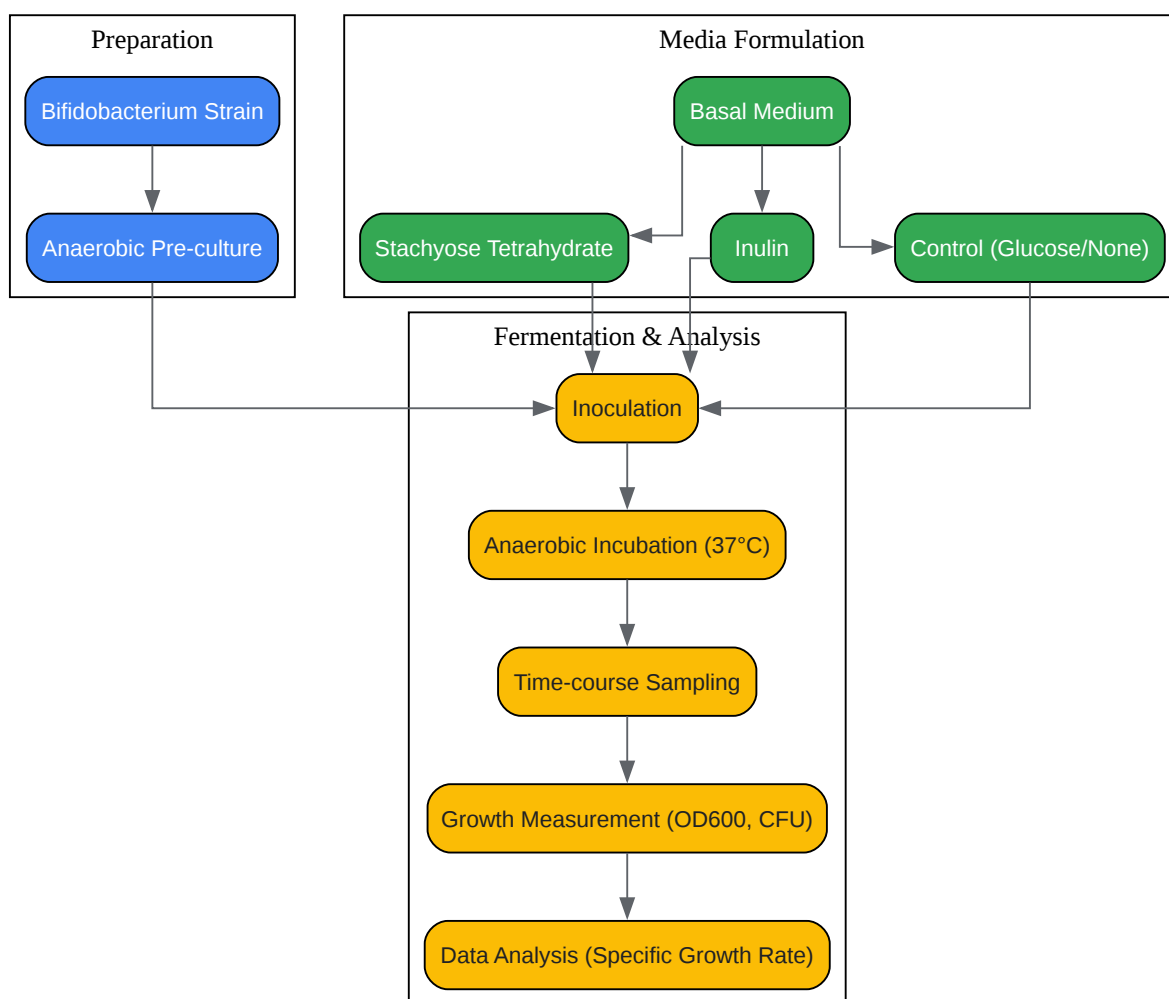 Preparation
Bifidobacterium Strain
Anaerobic Pre-culture
Media Formulation
Basal Medium
Stachyose Tetrahydrate
Inulin
Control (Glucose/None)
Fermentation & Analysis
Inoculation
Anaerobic Incubation (37°C)
Time-course Sampling
Growth Measurement (OD600, CFU)
Data Analysis (Specific Growth Rate)